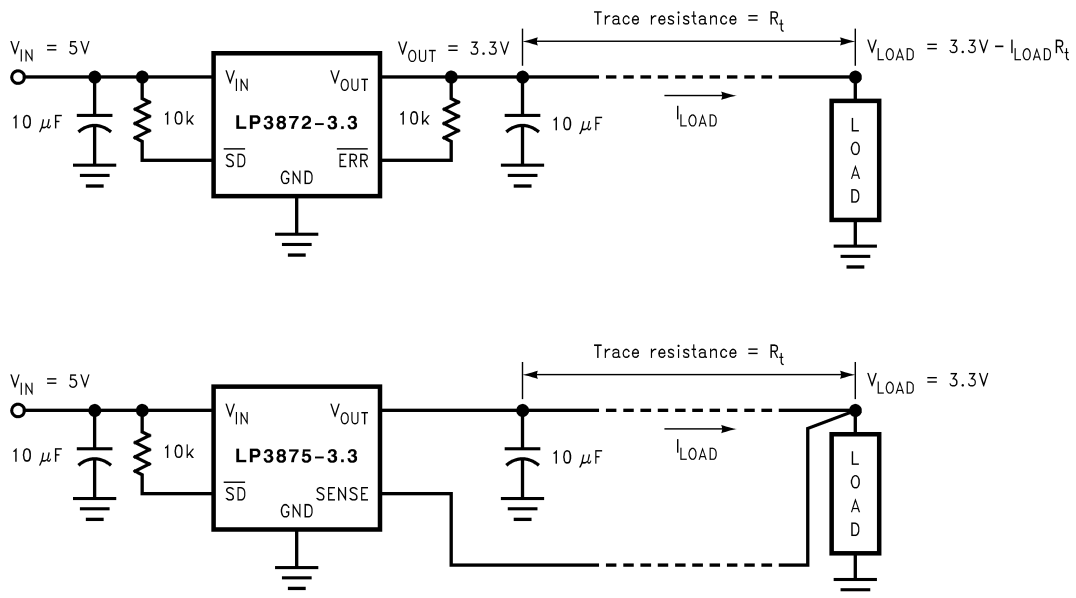 Trace resistance = Rt
VIN = 5V
VOUT = 3.3V
VLOAD = 3.3V - ILOADRt
VIN
VOUT
10 μF
10k
LP3872-3.3
10k
10 μF
ILOAD
SD
ERR
GND
LOAD
Trace resistance = Rt
VIN = 5V
VLOAD = 3.3V
VIN
VOUT
10 μF
10k
LP3875-3.3
10 μF
ILOAD
SD
SENSE
GND
LOAD